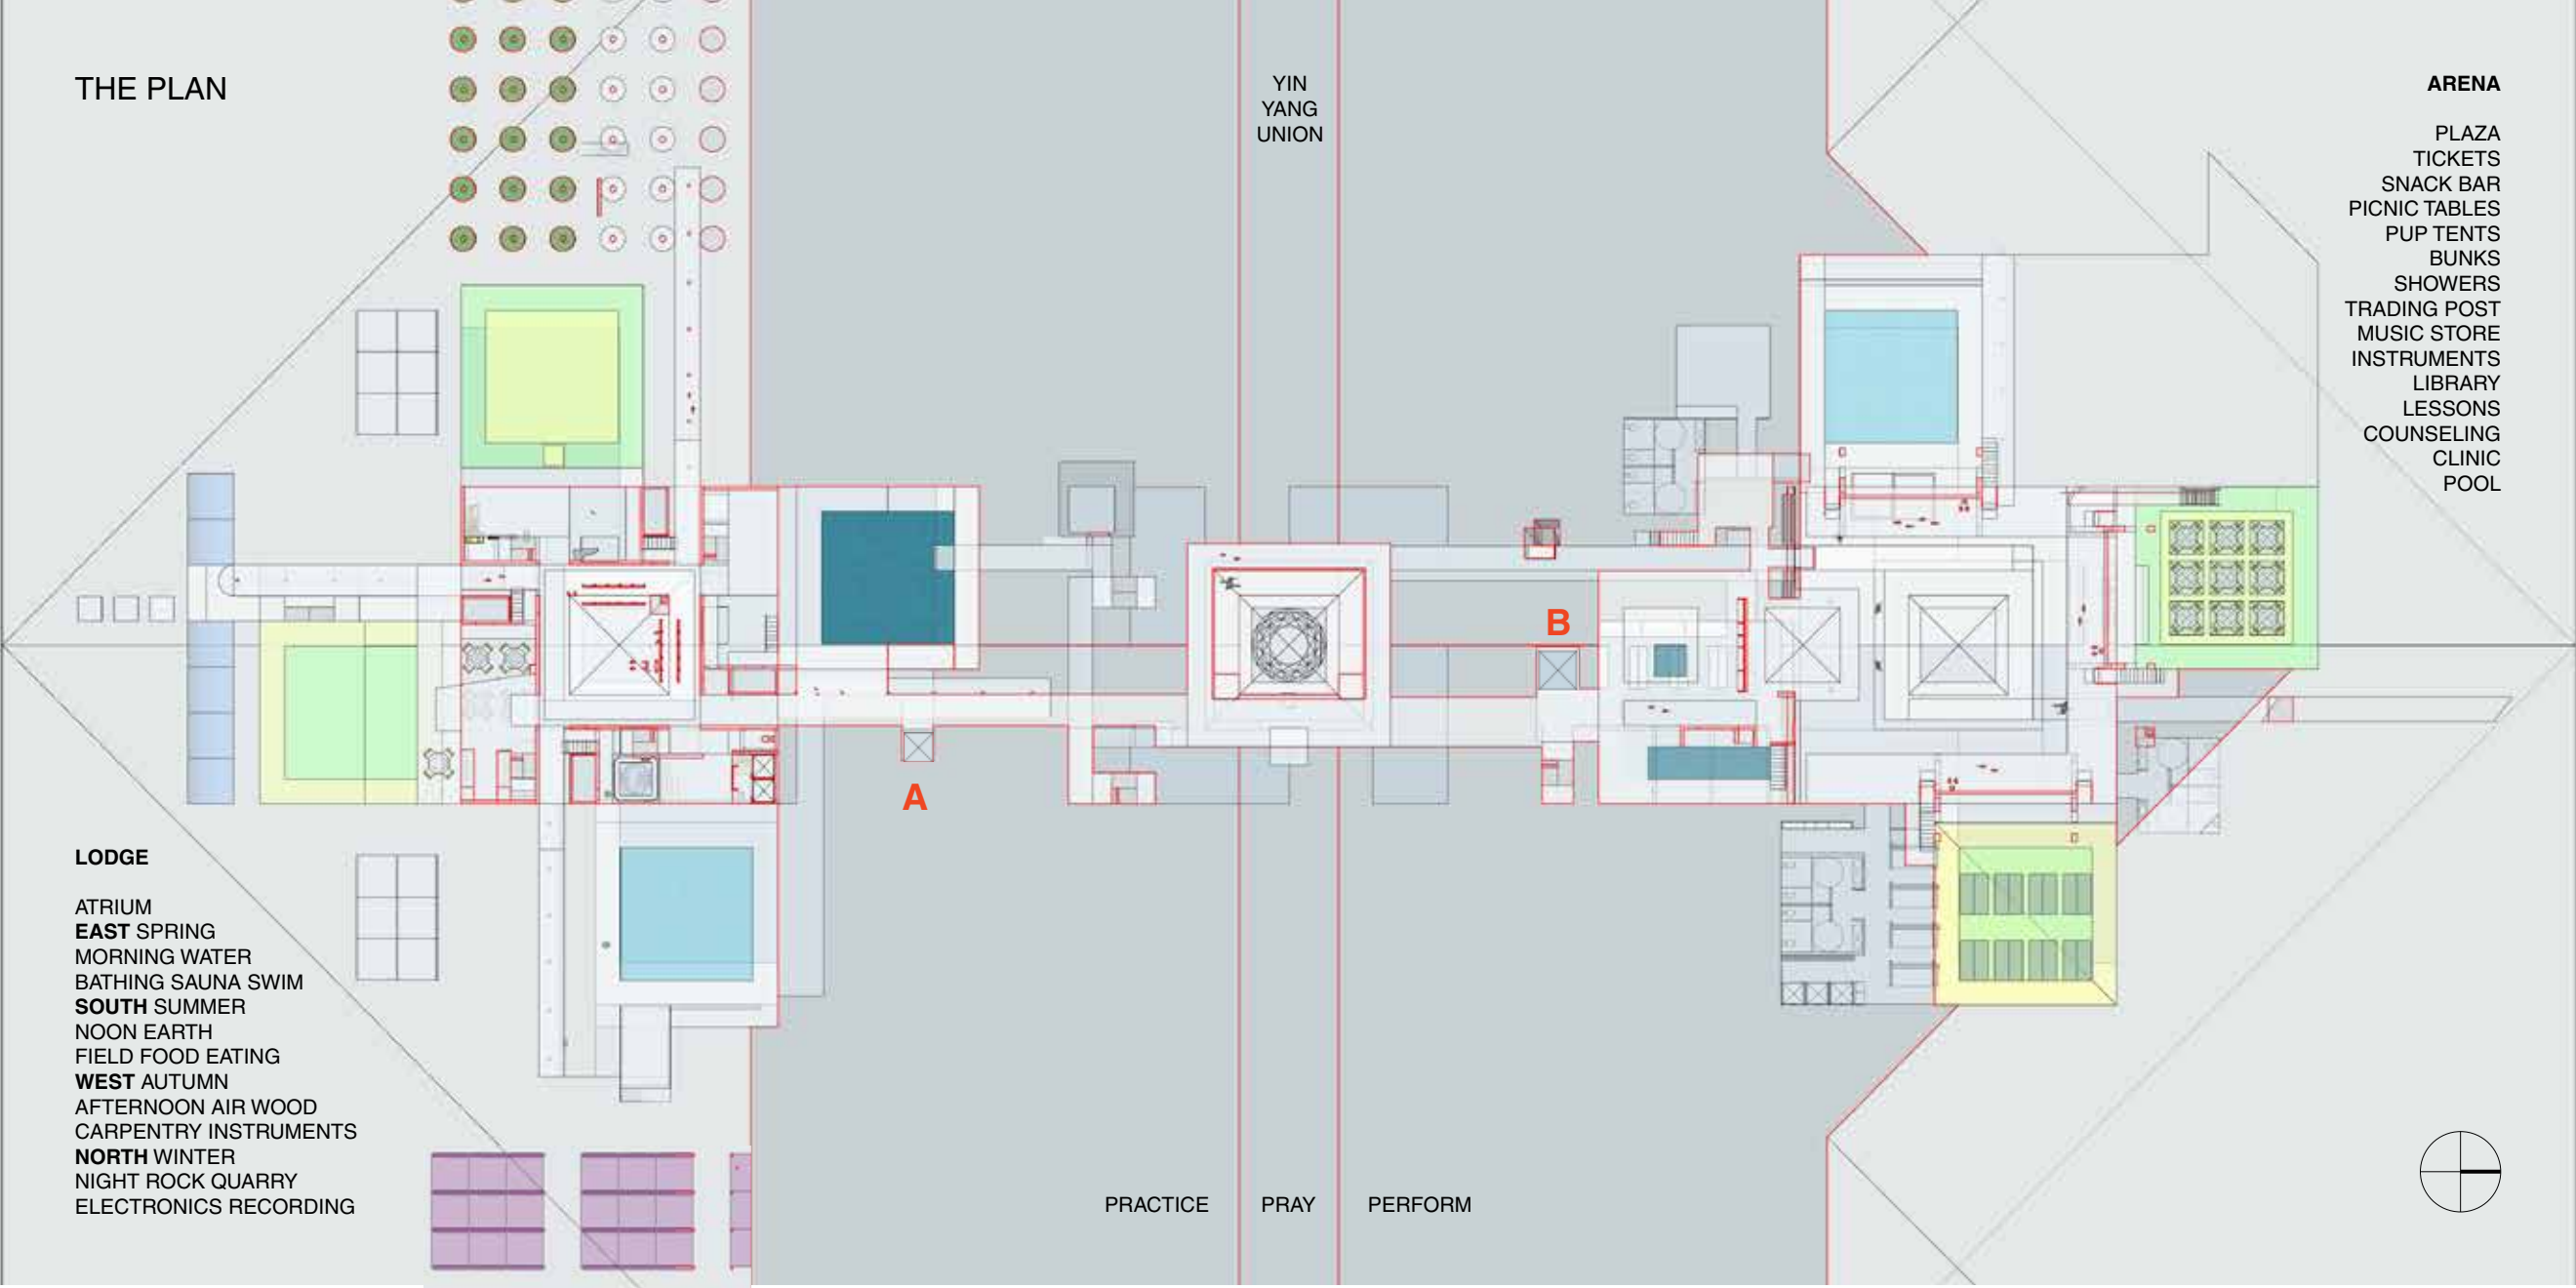 THE PLAN
YIN
YANG
UNION
ARENA
PLAZA
TICKETS
SNACK BAR
PICNIC TABLES
PUP TENTS
BUNKS
SHOWERS
TRADING POST
MUSIC STORE
INSTRUMENTS
LIBRARY
LESSONS
COUNSELING
CLINIC
POOL
B
A
LODGE
ATRIUM
EAST SPRING
MORNING WATER
BATHING SAUNA SWIM
SOUTH SUMMER
NOON EARTH
FIELD FOOD EATING
WEST AUTUMN
AFTERNOON AIR WOOD
CARPENTRY INSTRUMENTS
NORTH WINTER
NIGHT ROCK QUARRY
ELECTRONICS RECORDING
PRACTICE PRAY PERFORM